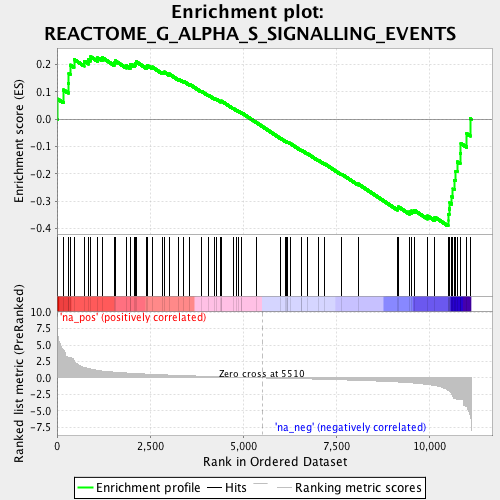 Enrichment plot:
REACTOME_G_ALPHA_S_SIGNALLING_EVENTS
Enrichment score (ES)
0.2
0.1
0.0
-0.1
-0.2
-0.3
-0.4
Ranked list metric (PreRanked)
10.0
7.5
5.0
2.5
0.0
-2.5
-5.0
-7.5
'na_pos' (positively correlated)
Zero cross at 5510
'na_neg' (negatively correlated)
0
2,500
5,000
7,500
10,000
Rank in Ordered Dataset
Enrichment profile
Hits
Ranking metric scores